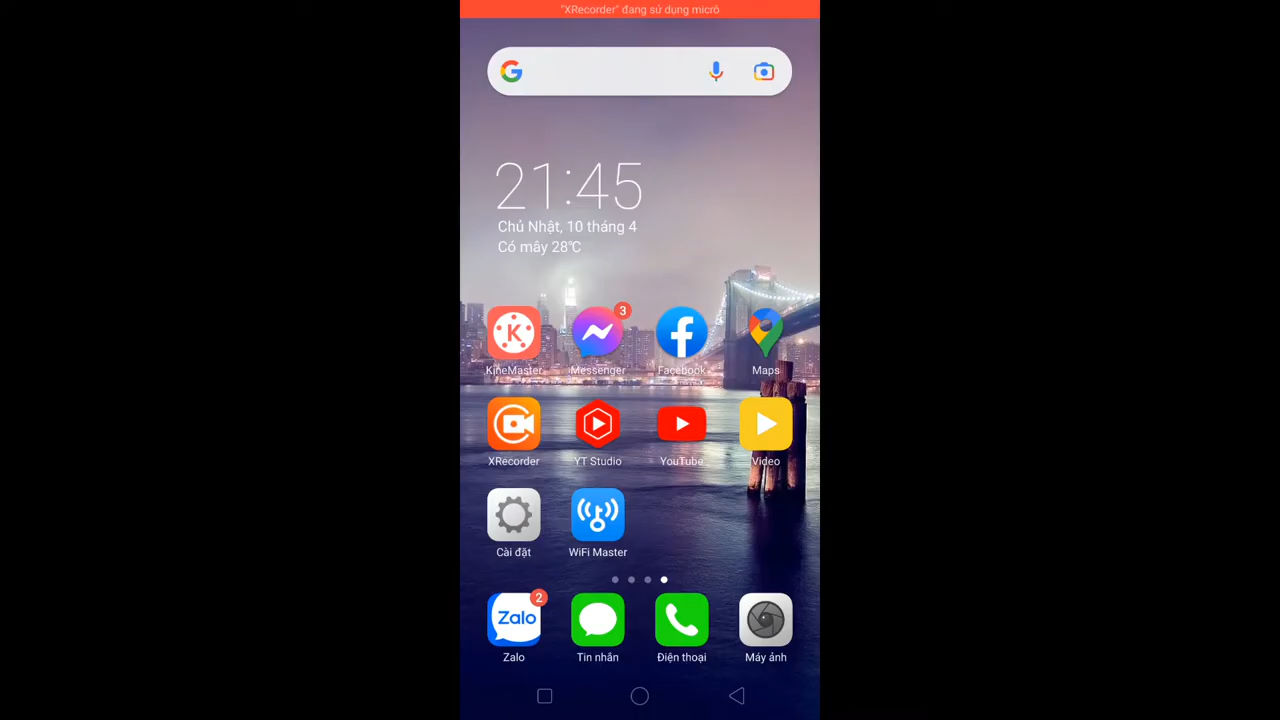 "XRecorder" đang sử dụng micrô
21:45
Chủ Nhật, 10 tháng 4
Có mây 28℃
3
KineMaster
Messenger
Facebook
Maps
XRecorder
YT Studio
YouTube
Video
Cài đặt
WiFi Master
2
Zalo
Zalo
Tin nhắn
Điện thoại
Máy ảnh